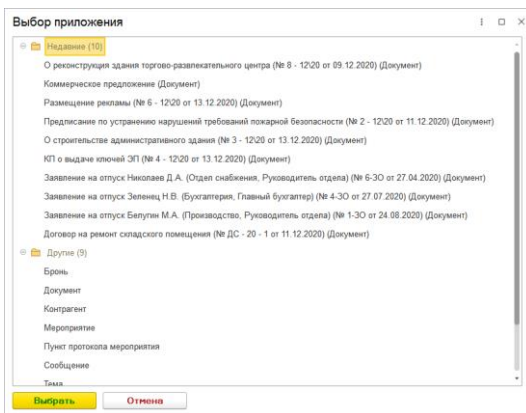 Выбор приложения
Недавние (10)
О реконструкция здания торгово-развлекательного центра (№ 8 - 12\20 от 09.12.2020) (Документ)
Коммерческое предложение (Документ)
Размещение рекламы (№ 6 - 12\20 от 13.12.2020) (Документ)
Предписание по устранению нарушений требований пожарной безопасности (№ 2 - 12\20 от 11.12.2020) (Документ)
О строительстве административного здания (№ 3 - 12\20 от 13.12.2020) (Документ)
КП о выдаче ключей ЭП (№ 4 - 12\20 от 13.12.2020) (Документ)
Заявление на отпуск Николаев Д.А. (Отдел снабжения, Руководитель отдела) (№ 6-ЗО от 27.04.2020) (Документ)
Заявление на отпуск Зеленец Н.В. (Бухгалтерия, Главный бухгалтер) (№ 4-ЗО от 27.07.2020) (Документ)
Заявление на отпуск Белугин М.А. (Производство, Руководитель отдела) (№ 1-ЗО от 24.08.2020) (Документ)
Договор на ремонт складского помещения (№ ДС - 20 - 1 от 11.12.2020) (Документ)
Другие (9)
Бронь
Документ
Контрагент
Мероприятие
Пункт протокола мероприятия
Сообщение
Тема
Выбрать Отмена